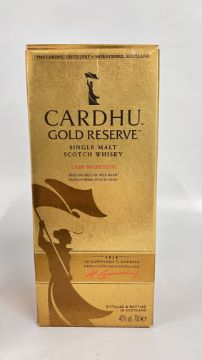 THE CARDHU DISTILLERY • MORAYSHIRE, SCOTLAND
CARDHU
GOLD RESERVE™
SINGLE MALT
SCOTCH WHISKY
CASK SELECTION
1824
DISTILLED & BOTTLED
IN SCOTLAND
40% vol 70cl e